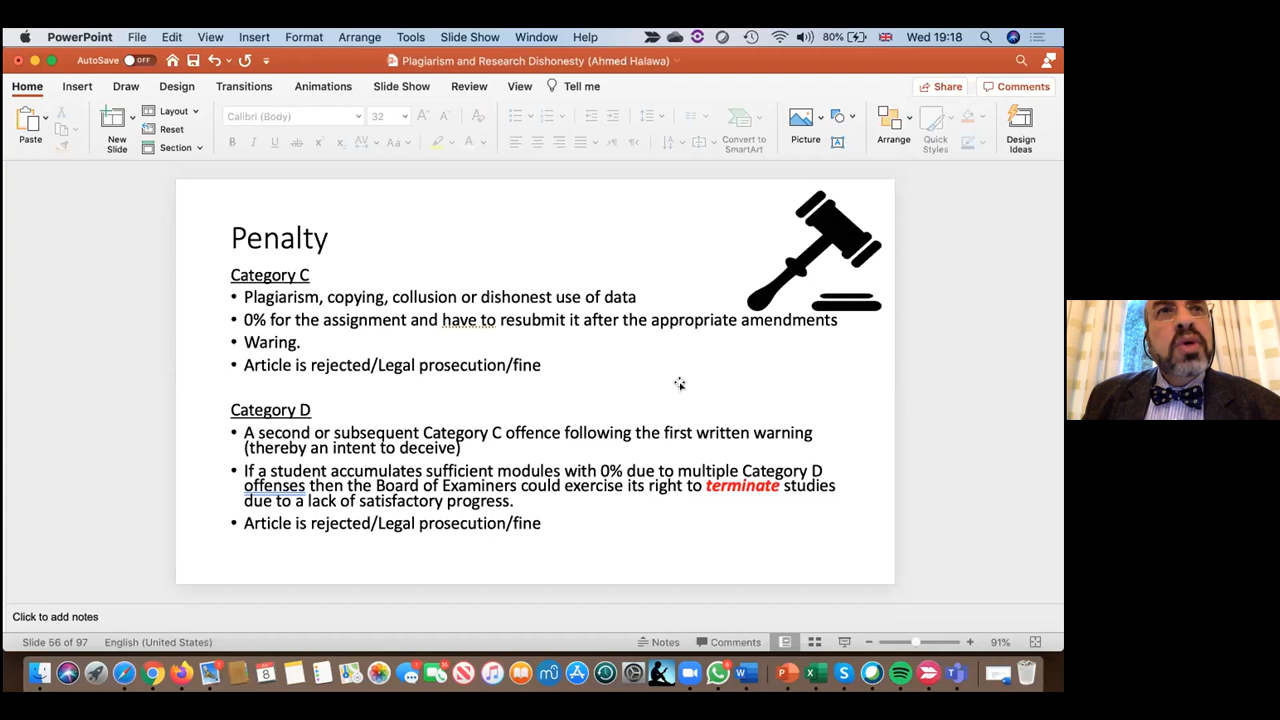 PowerPoint File Edit View Insert Format Arrange Tools Slide Show Window Help 80% Wed 19:18
AutoSave OFF Plagiarism and Research Dishonesty (Ahmed Halawa)
Home Insert Draw Design Transitions Animations Slide Show Review View Tell me Share Comments
Paste New Slide Layout Reset Section Calibri (Body) 32 Convert to SmartArt Picture Arrange Quick Styles Design Ideas
Penalty
Category C
• Plagiarism, copying, collusion or dishonest use of data
• 0% for the assignment and have to resubmit it after the appropriate amendments
• Waring.
• Article is rejected/Legal prosecution/fine
Category D
• A second or subsequent Category C offence following the first written warning
(thereby an intent to deceive)
• If a student accumulates sufficient modules with 0% due to multiple Category D
offenses then the Board of Examiners could exercise its right to terminate studies
due to a lack of satisfactory progress.
• Article is rejected/Legal prosecution/fine
Click to add notes
Slide 56 of 97 English (United States) Notes Comments 91%